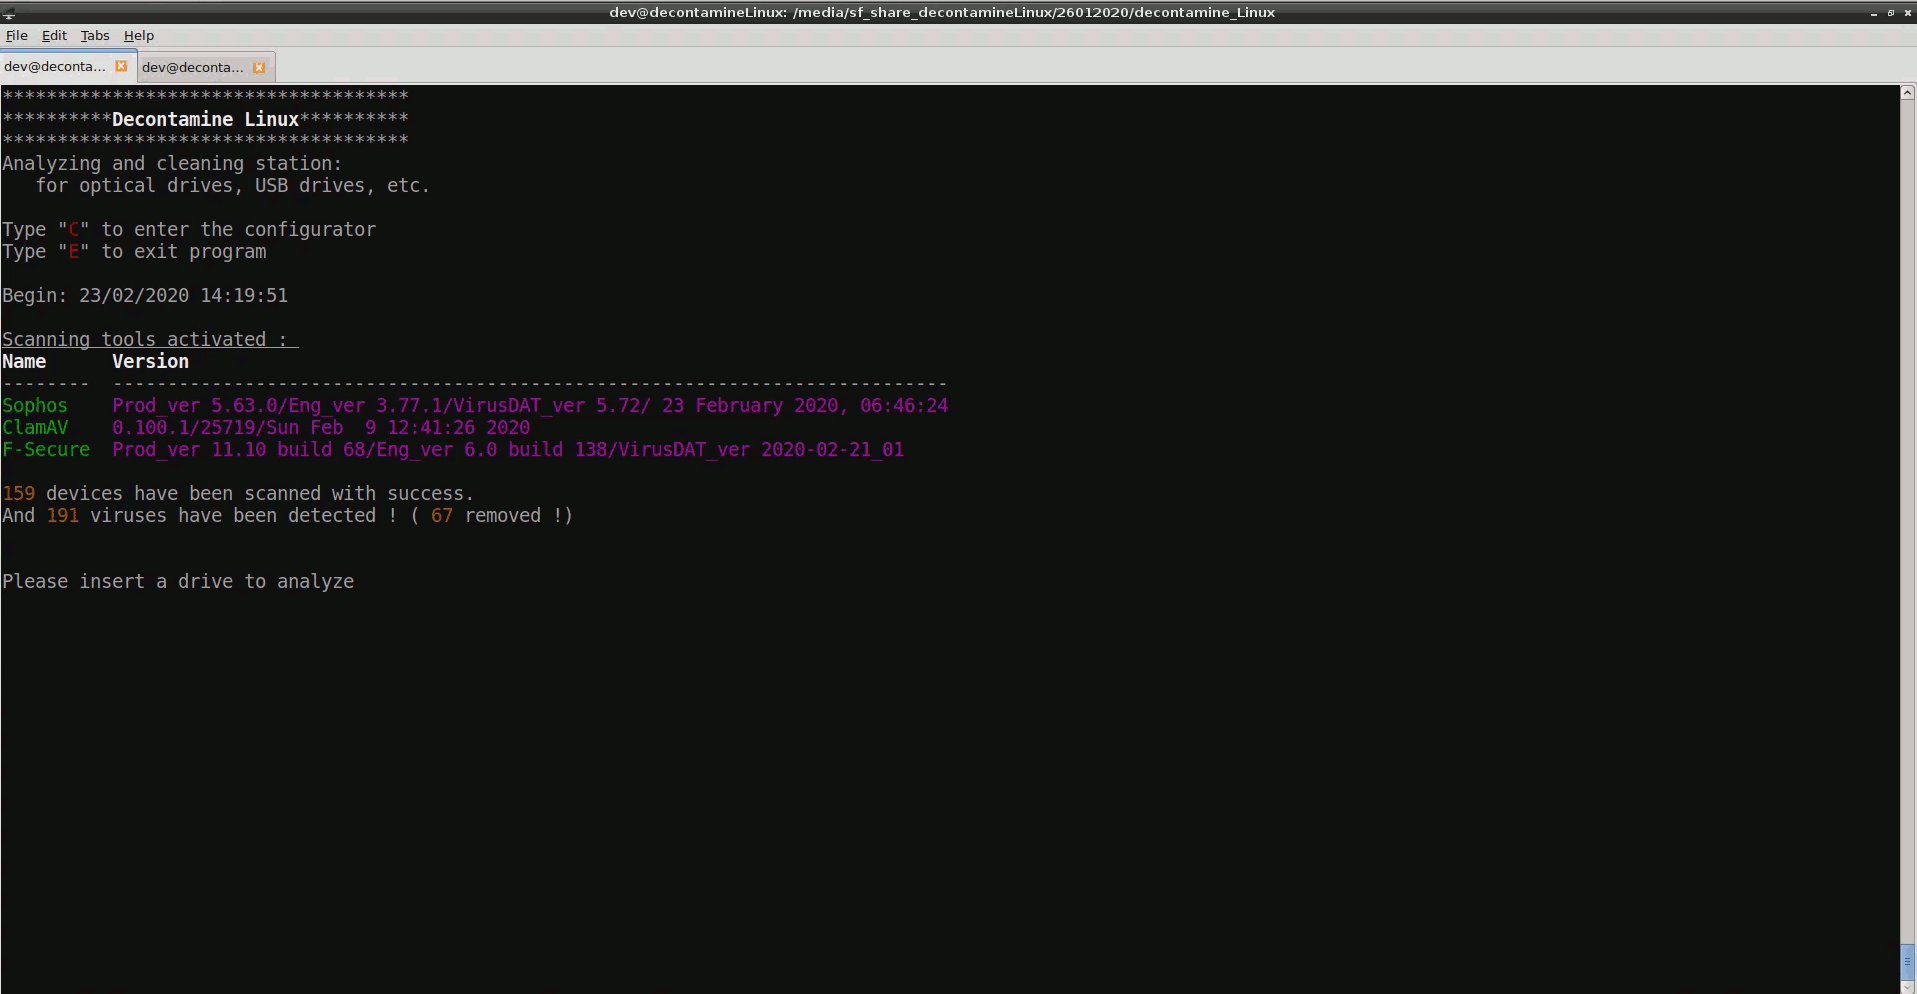 dev@decontamineLinux: /media/sf_share_decontamineLinux/26012020/decontamine_Linux
File Edit Tabs Help
dev@deconta... dev@deconta...
*************************************
**********Decontamine Linux**********
*************************************
Analyzing and cleaning station:
   for optical drives, USB drives, etc.
Type "C" to enter the configurator
Type "E" to exit program
Begin: 23/02/2020 14:19:51
Scanning tools activated :
Name      Version
--------  ----------------------------------------------------------------------------
Sophos    Prod_ver 5.63.0/Eng_ver 3.77.1/VirusDAT_ver 5.72/ 23 February 2020, 06:46:24
ClamAV    0.100.1/25719/Sun Feb  9 12:41:26 2020
F-Secure  Prod_ver 11.10 build 68/Eng_ver 6.0 build 138/VirusDAT_ver 2020-02-21_01
159 devices have been scanned with success.
And 191 viruses have been detected ! ( 67 removed !)
Please insert a drive to analyze